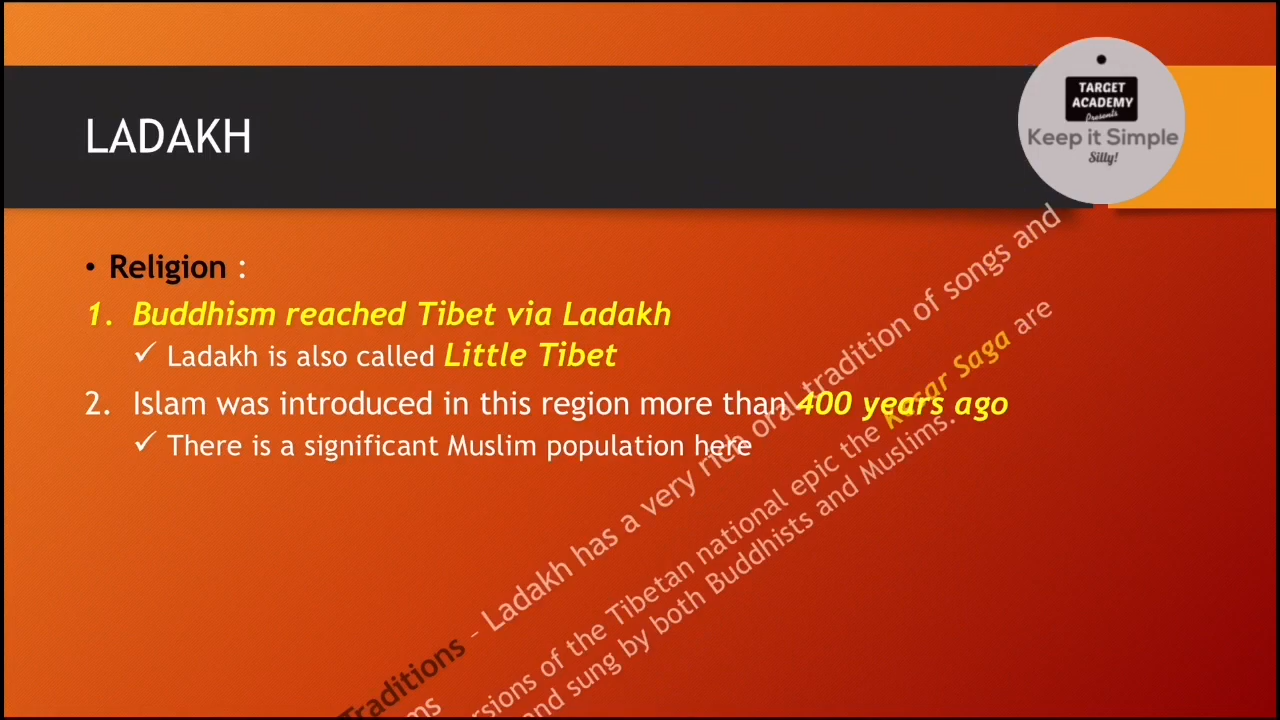 LADAKH
TARGET
ACADEMY
Presents
Keep it Simple
Silly!
• Religion :
1. Buddhism reached Tibet via Ladakh
✓ Ladakh is also called Little Tibet
2. Islam was introduced in this region more than 400 years ago
✓ There is a significant Muslim population here
Traditions – Ladakh has a very rich oral tradition of songs and
of the Tibetan national epic the Kesar Saga are
and sung by both Buddhists and Muslims.